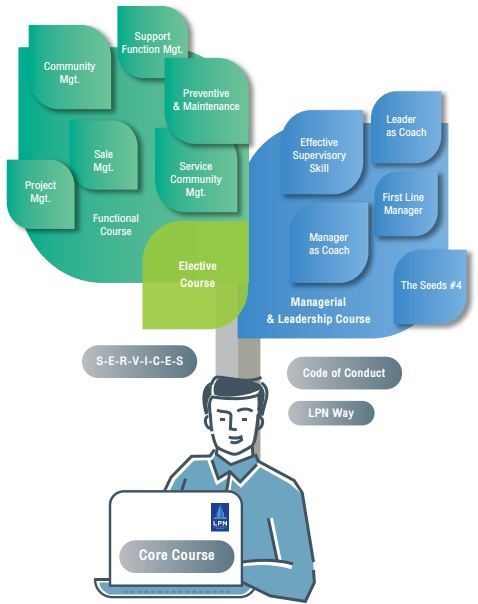 Support
Function Mgt.
Community
Mgt.
Preventive
& Maintenance
Sale
Mgt.
Service
Community
Mgt.
Project
Mgt.
Functional
Course
Elective
Course
Leader
as Coach
Effective
Supervisory
Skill
First Line
Manager
Manager
as Coach
The Seeds #4
Managerial
& Leadership Course
S-E-R-V-I-C-E-S
Code of Conduct
LPN Way
LPN
Core Course